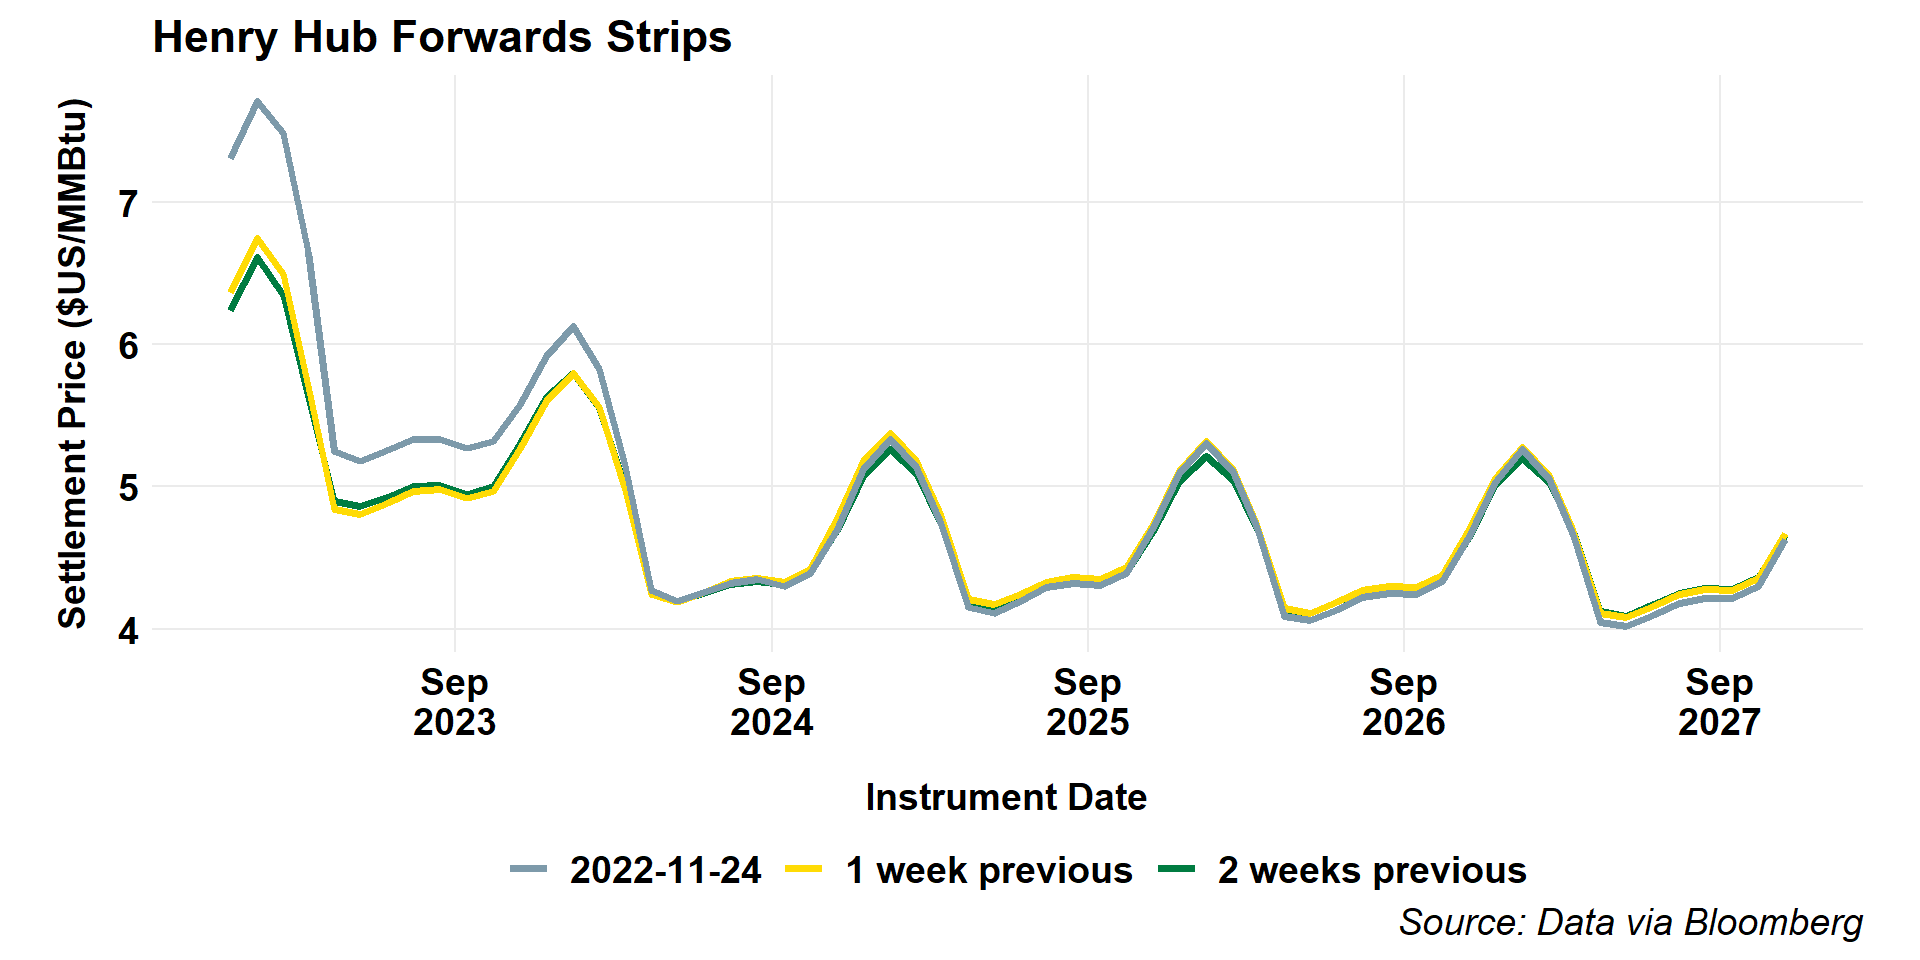 Henry Hub Forwards Strips
Settlement Price ($US/MMBtu)
7
6
5
4
Sep
2023
Sep
2024
Sep
2025
Sep
2026
Sep
2027
Instrument Date
2022-11-24
1 week previous
2 weeks previous
Source: Data via Bloomberg